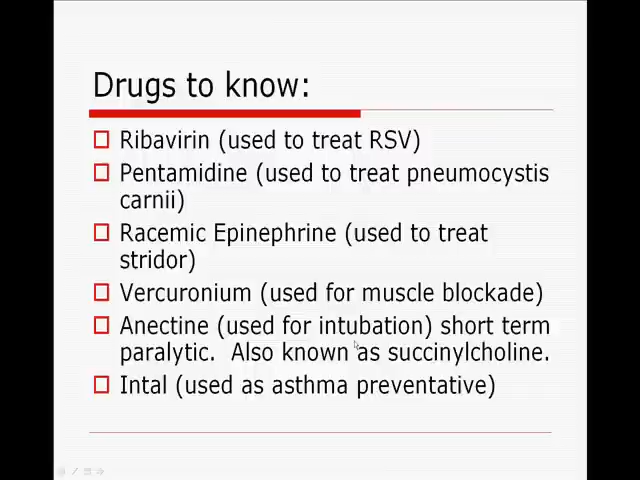 Drugs to know:
Ribavirin (used to treat RSV)
Pentamidine (used to treat pneumocystis
carnii)
Racemic Epinephrine (used to treat
stridor)
Vercuronium (used for muscle blockade)
Anectine (used for intubation) short term
paralytic.  Also known as succinylcholine.
Intal (used as asthma preventative)